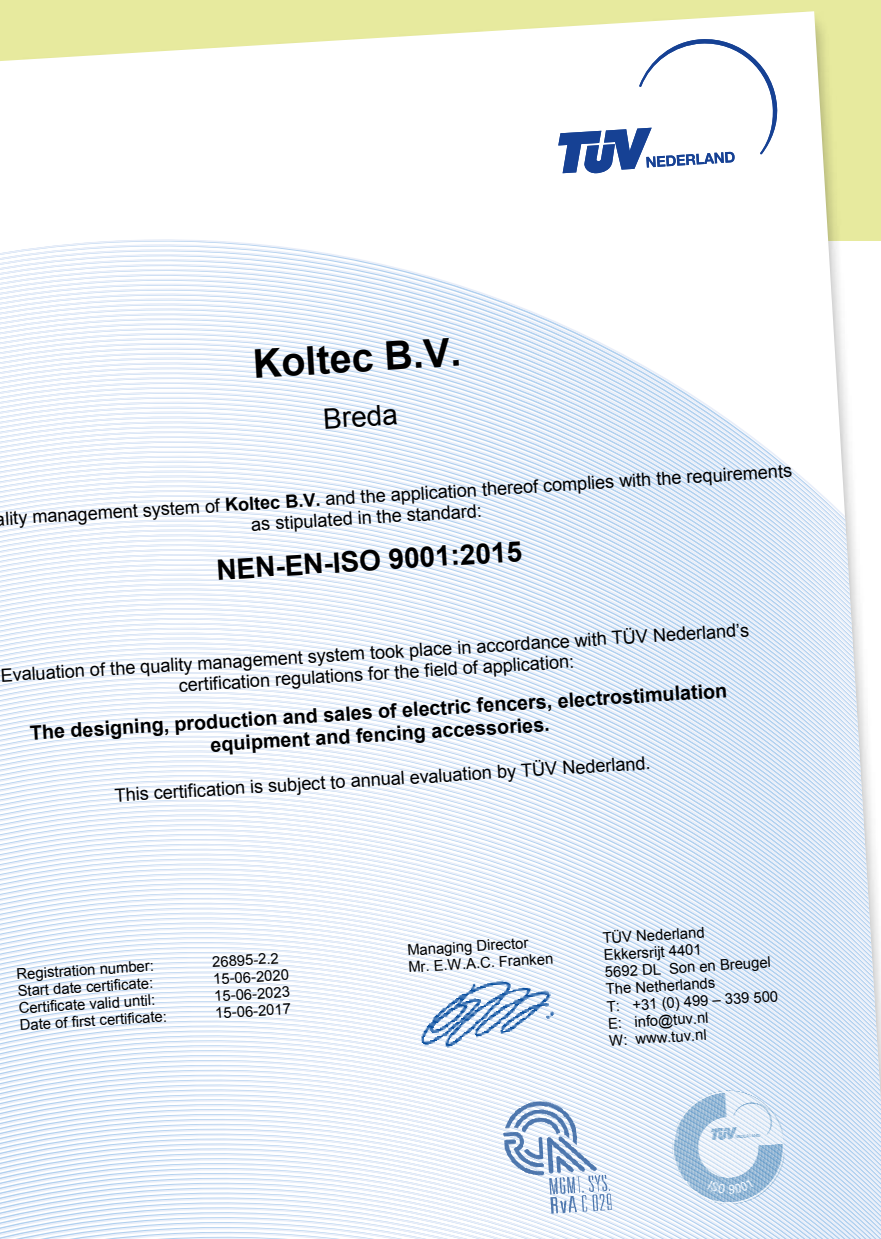 TÜV NEDERLAND
Koltec B.V.
Breda
ality management system of Koltec B.V. and the application thereof complies with the requirements
as stipulated in the standard:
NEN-EN-ISO 9001:2015
Evaluation of the quality management system took place in accordance with TÜV Nederland's
certification regulations for the field of application:
The designing, production and sales of electric fencers, electrostimulation
equipment and fencing accessories.
This certification is subject to annual evaluation by TÜV Nederland.
Registration number: 26895-2.2
Start date certificate: 15-06-2020
Certificate valid until: 15-06-2023
Date of first certificate: 15-06-2017
Managing Director
Mr. E.W.A.C. Franken
TÜV Nederland
Ekkersrijt 4401
5692 DL Son en Breugel
The Netherlands
T: +31 (0) 499 – 339 500
E: info@tuv.nl
W: www.tuv.nl
RVA
MGMT. SYS.
RvA C 028
TÜV
ISO 9001